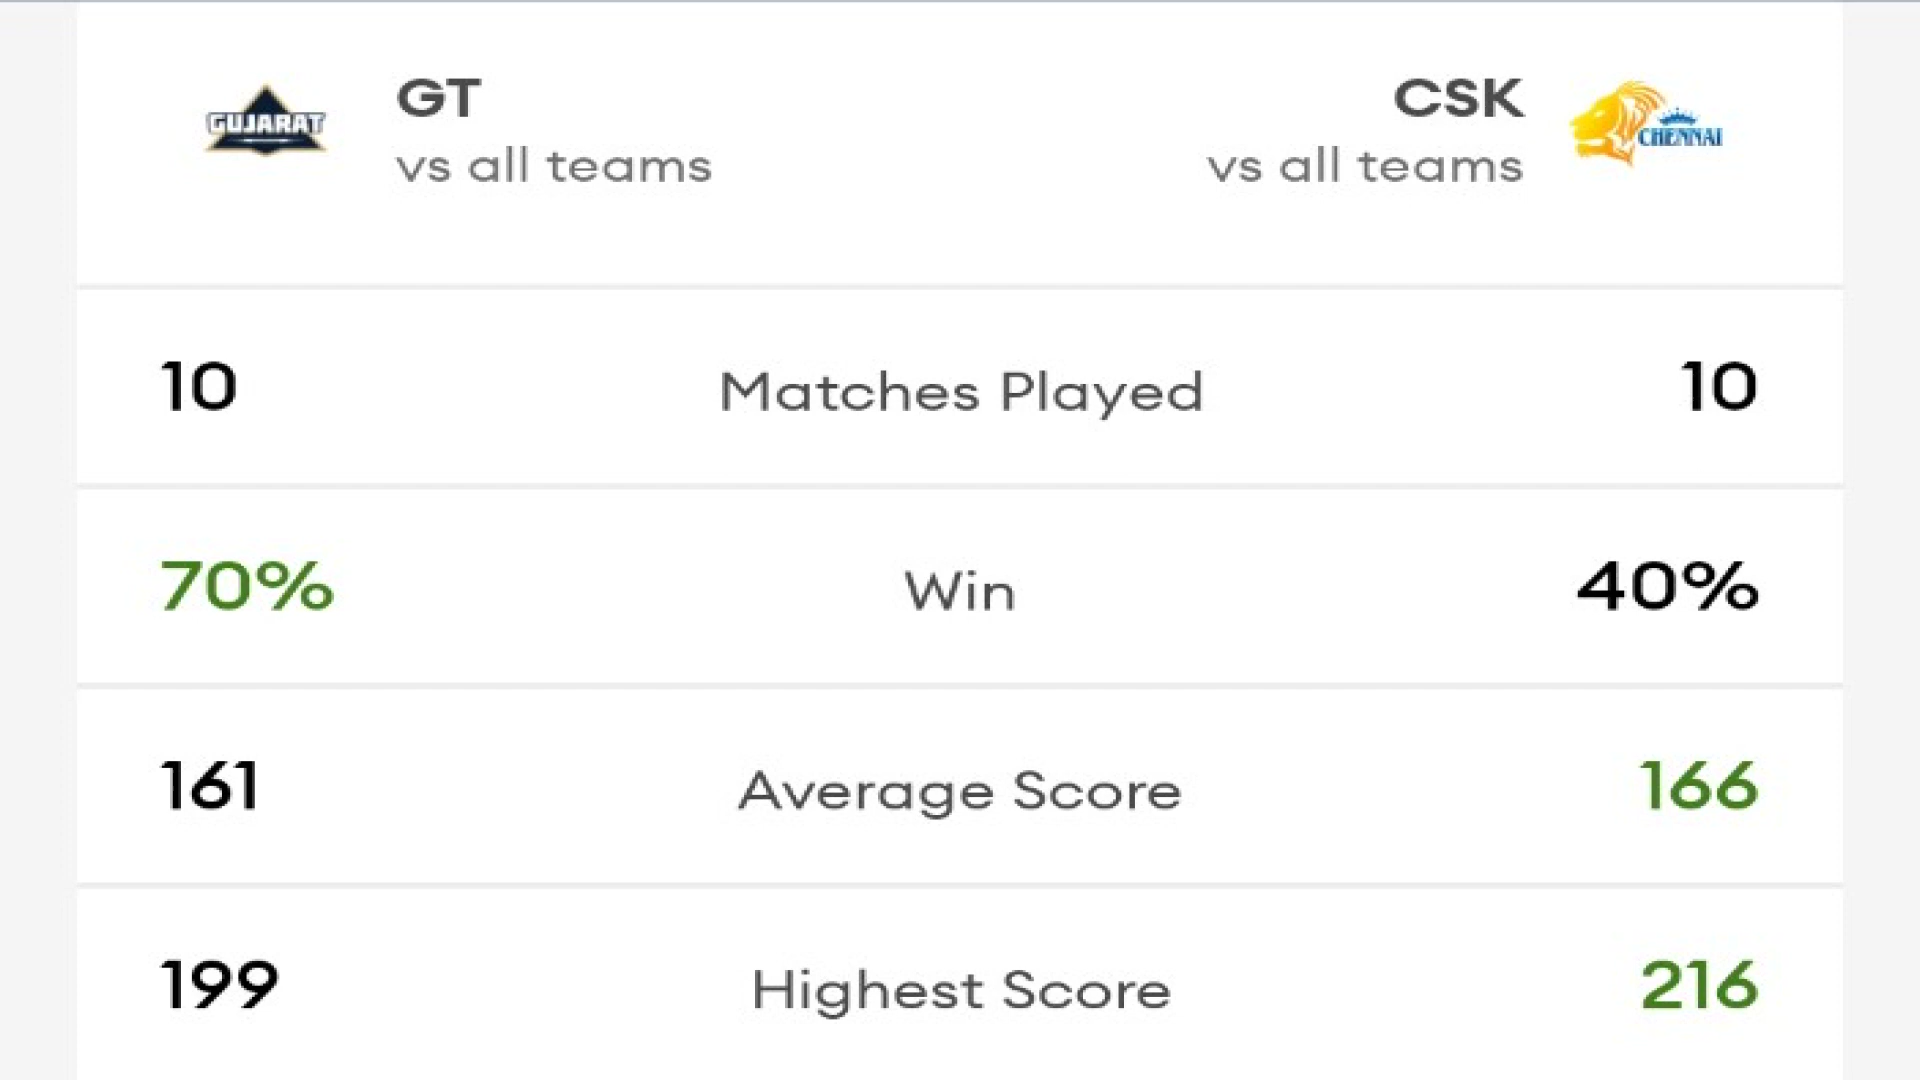 GUJARAT
GT
vs all teams
CSK
vs all teams
CHENNAI
10 Matches Played 10
70% Win 40%
161 Average Score 166
199 Highest Score 216